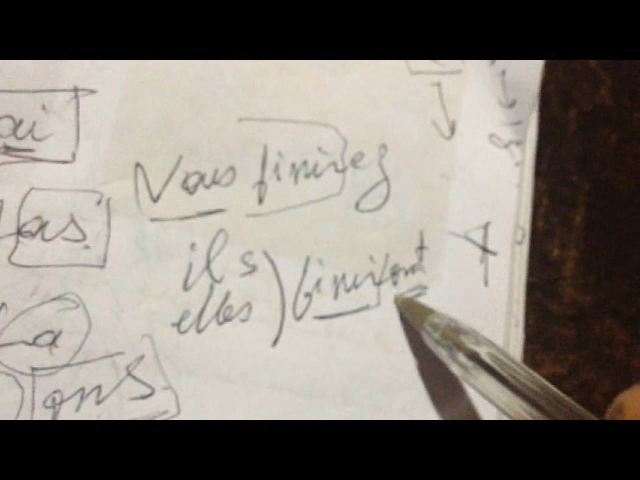 ai
Vous finirez
as
ils
elles) finiront
a
ons